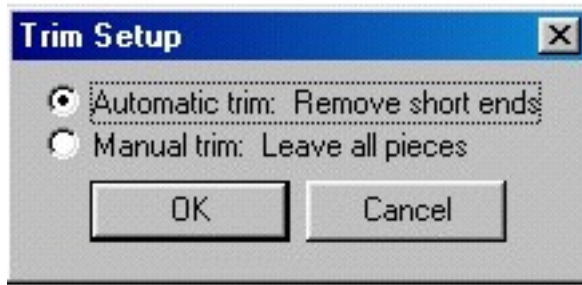 Trim Setup
Automatic trim: Remove short ends
Manual trim: Leave all pieces
OK Cancel